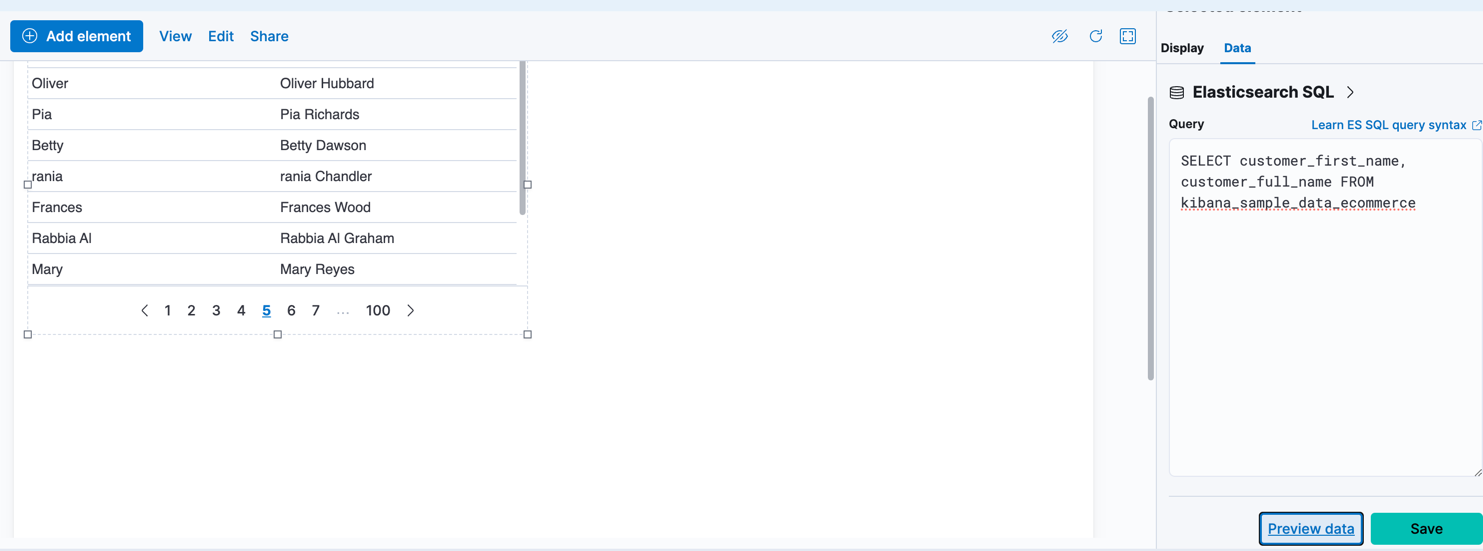 Add element View Edit Share
Oliver Oliver Hubbard
Pia Pia Richards
Betty Betty Dawson
rania rania Chandler
Frances Frances Wood
Rabbia Al Rabbia Al Graham
Mary Mary Reyes
1 2 3 4 5 6 7 ... 100
Display Data
Elasticsearch SQL
Query Learn ES SQL query syntax
SELECT customer_first_name,
customer_full_name FROM
kibana_sample_data_ecommerce
Preview data Save